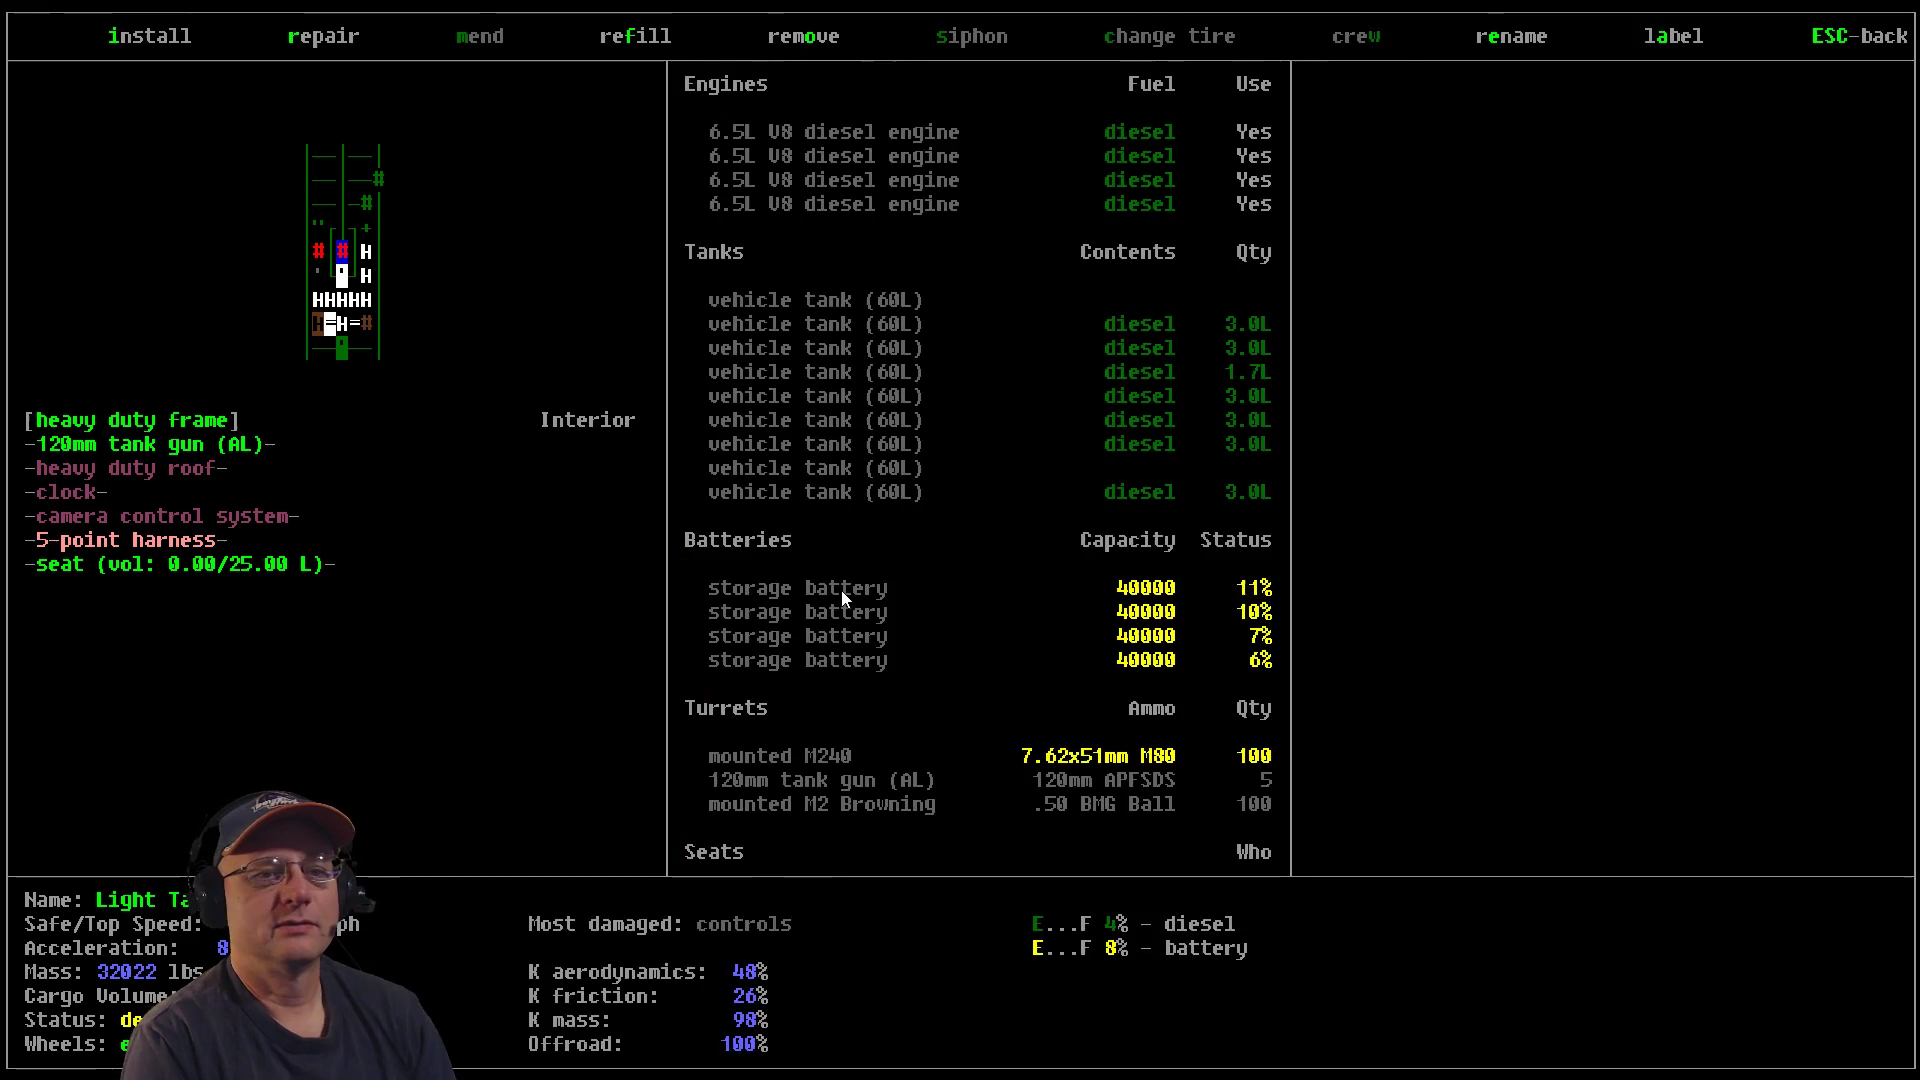 install repair mend refill remove siphon change tire crew rename label ESC-back
Engines Fuel Use
6.5L V8 diesel engine diesel Yes
6.5L V8 diesel engine diesel Yes
6.5L V8 diesel engine diesel Yes
6.5L V8 diesel engine diesel Yes
Tanks Contents Qty
vehicle tank (60L)
vehicle tank (60L) diesel 3.0L
vehicle tank (60L) diesel 3.0L
vehicle tank (60L) diesel 1.7L
vehicle tank (60L) diesel 3.0L
vehicle tank (60L) diesel 3.0L
vehicle tank (60L) diesel 3.0L
vehicle tank (60L)
vehicle tank (60L) diesel 3.0L
Batteries Capacity Status
storage battery 40000 11%
storage battery 40000 10%
storage battery 40000 7%
storage battery 40000 6%
Turrets Ammo Qty
mounted M240 7.62x51mm M80 100
120mm tank gun (AL) 120mm APFSDS 5
mounted M2 Browning .50 BMG Ball 100
Seats Who
[heavy duty frame] Interior
-120mm tank gun (AL)-
-heavy duty roof-
-clock-
-camera control system-
-5-point harness-
-seat (vol: 0.00/25.00 L)-
Name: Light
Safe/Top Speed:
Acceleration: 8
Mass: 32022 lbs
Cargo Volume
Status:
Wheels:
Most damaged: controls
K aerodynamics: 48%
K friction: 26%
K mass: 98%
Offroad: 100%
E...F 4% - diesel
E...F 8% - battery